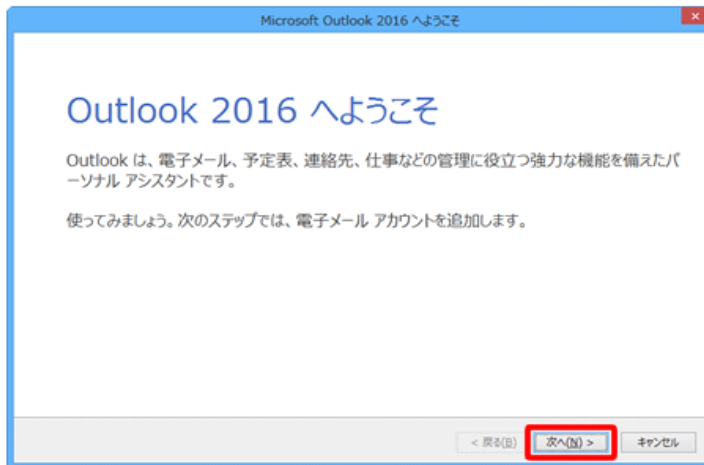 Microsoft Outlook 2016 へようこそ
Outlook 2016 へようこそ
Outlook は、電子メール、予定表、連絡先、仕事などの管理に役立つ強力な機能を備えたパ
ーソナル アシスタントです。
使ってみましょう。次のステップでは、電子メール アカウントを追加します。
< 戻る(B) 次へ(N) > キャンセル